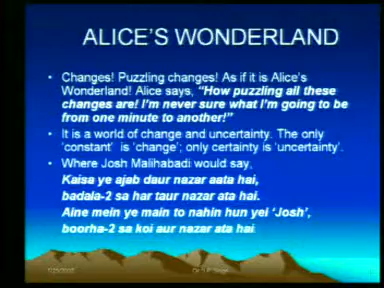 ALICE'S WONDERLAND
• Changes! Puzzling changes! As if it is Alice's
Wonderland! Alice says, "How puzzling all these
changes are! I'm never sure what I'm going to be
from one minute to another!"
• It is a world of change and uncertainty. The only
'constant' is 'change'; only certainty is 'uncertainty'.
• Where Josh Malihabadi would say,
Kaisa ye ajab daur nazar aata hai,
badala-2 sa har taur nazar ata hai.
Aine mein ye main to nahin hun yei 'Josh',
boorha-2 sa koi aur nazar ata hai